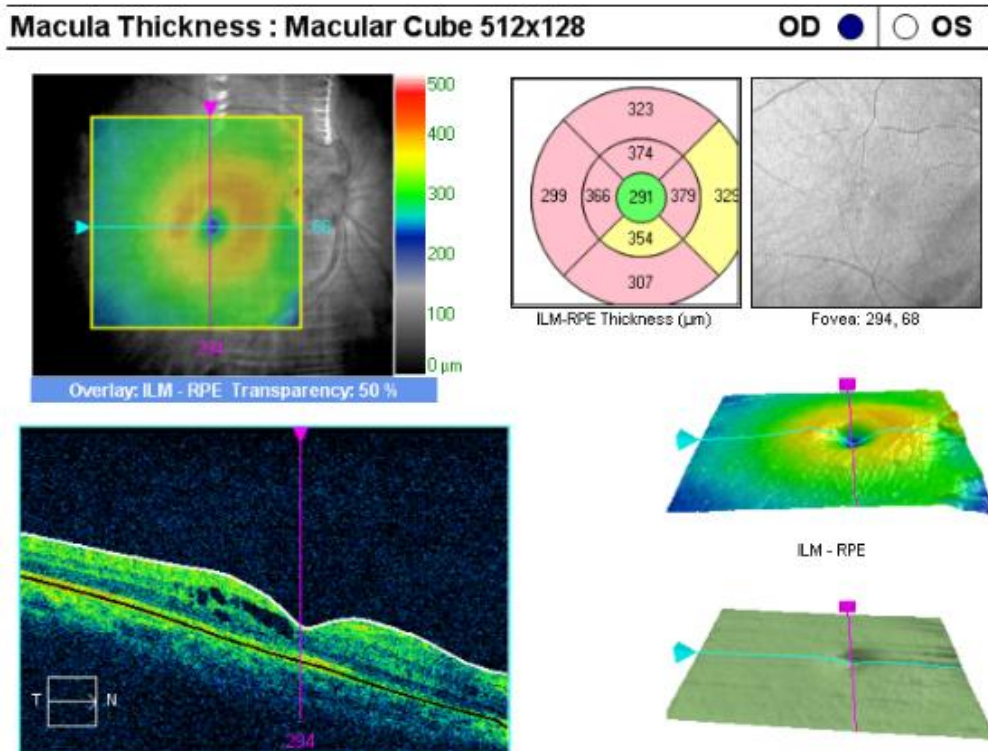 Macula Thickness : Macular Cube 512x128 OD OS
500
400
300
200
100
0 µm
66
294
Overlay: ILM - RPE Transparency: 50 %
323
374
299 366 291 379 329
354
307
ILM-RPE Thickness (µm)
Fovea: 294, 68
ILM - RPE
T N
294